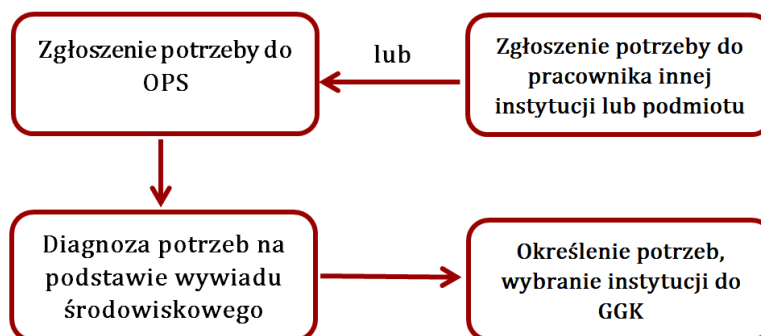 Zgłoszenie potrzeby do
OPS
lub
Zgłoszenie potrzeby do
pracownika innej
instytucji lub podmiotu
Diagnoza potrzeb na
podstawie wywiadu
środowiskowego
Określenie potrzeb,
wybranie instytucji do
GGK